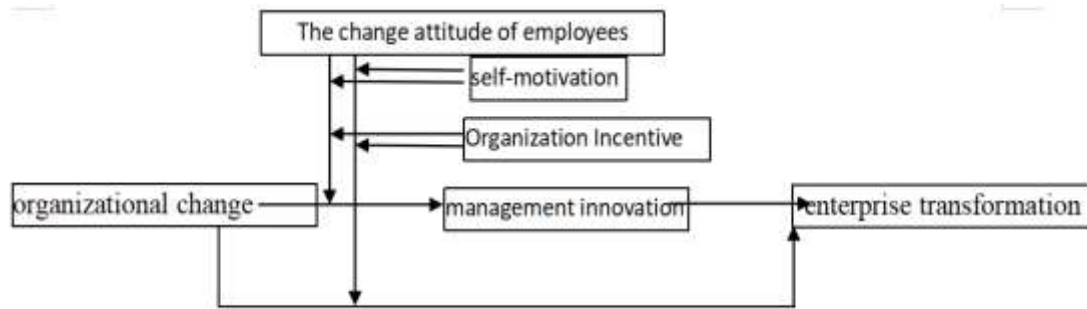 The change attitude of employees
self-motivation
Organization Incentive
organizational change
management innovation
enterprise transformation